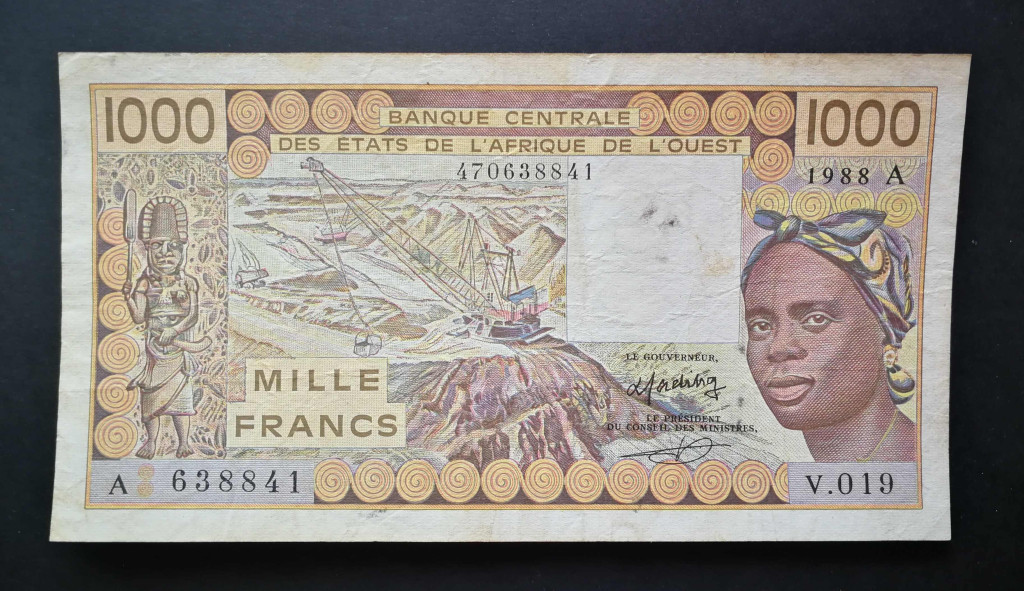 1000
BANQUE CENTRALE
1000
DES ÉTATS DE L'AFRIQUE DE L'OUEST
470638841
1988 A
LE GOUVERNEUR,
MILLE
FRANCS
LE PRÉSIDENT
DU CONSEIL DES MINISTRES,
A 638841
V.019